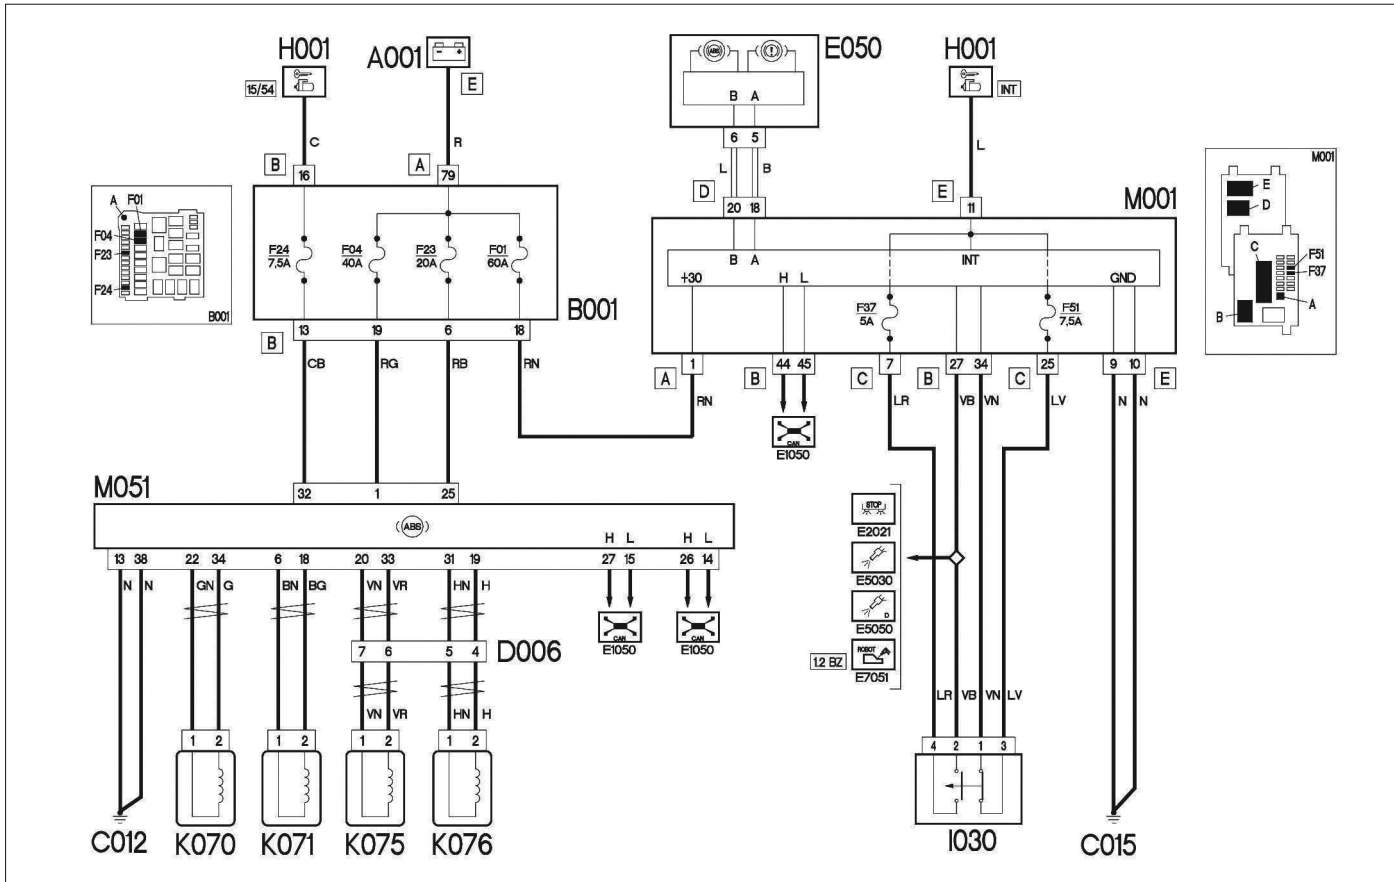 H001
A001
E050
H001
15/54
E
INT
B A
C
R
6 5
L B
L
B
A
D
E
16
79
20 18
11
M001
M001
E
D
C
F51
F37
A
B
A F01
F04
F23
F24
B001
F24
7,5A
F04
40A
F23
20A
F01
60A
B A
INT
+30
H L
GND
F37
5A
F51
7,5A
B001
B
13 19 6 18
A
1
B
44 45
C
7
B
27 34
C
25
9 10
E
CB RG RB RN
RN
LR VB VN LV N N
CAN
E1050
M051
32 1 25
(ABS)
H L H L
13 38 22 34 6 18 20 33 31 19 27 15 26 14
N N GN G BN BG VN VR HN H
CAN
E1050
CAN
E1050
STOP
E2021
E5030
D
E5050
1.2 BZ
ROBOT
E7051
7 6 5 4
D006
VN VR HN H
LR VB VN LV
1 2 1 2 1 2 1 2
4 2 1 3
C012 K070 K071 K075 K076
I030
C015